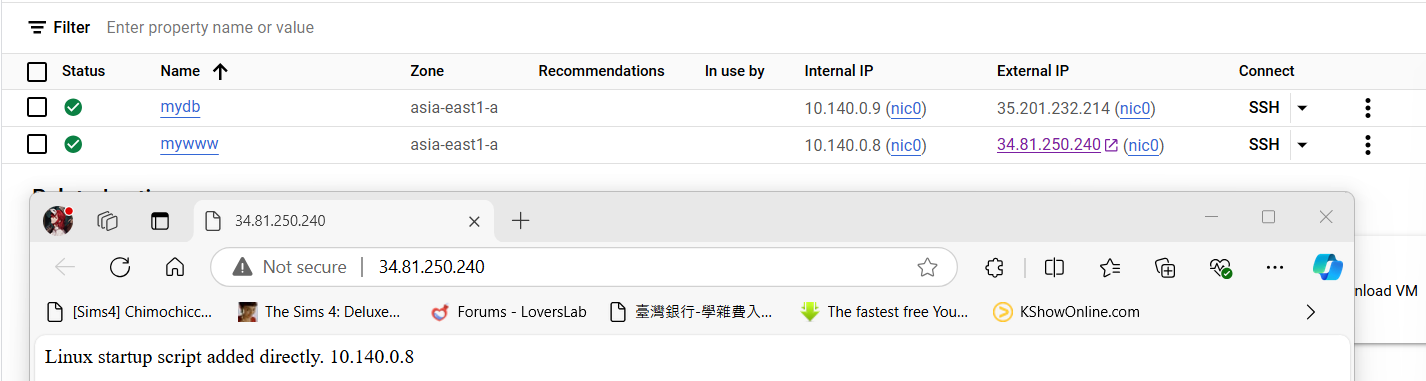 Filter Enter property name or value
Status Name Zone Recommendations In use by Internal IP External IP Connect
mydb asia-east1-a 10.140.0.9 (nic0) 35.201.232.214 (nic0) SSH
mywww asia-east1-a 10.140.0.8 (nic0) 34.81.250.240 (nic0) SSH
34.81.250.240
Not secure 34.81.250.240
nload VM
[Sims4] Chimochicc... The Sims 4: Deluxe... Forums - LoversLab 臺灣銀行-學雜費入... The fastest free You... KShowOnline.com
Linux startup script added directly. 10.140.0.8